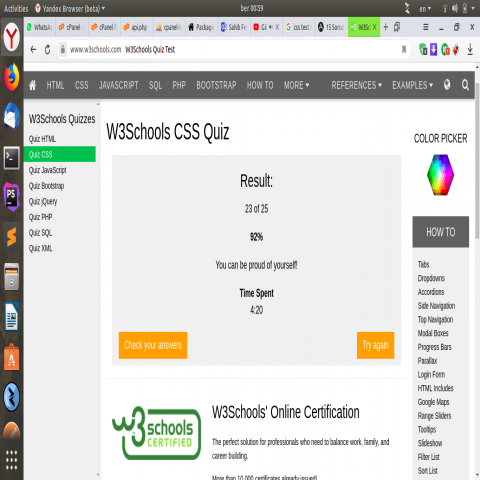 Activities Yandex Browser (beta) ber 00:59 en
WhatsA cPanel - cPanel F api.php cpanel - Package Sahib F Gü css test 15 Soru W3Sc
www.w3schools.com W3Schools Quiz Test
HTML CSS JAVASCRIPT SQL PHP BOOTSTRAP HOW TO MORE REFERENCES EXAMPLES
W3Schools Quizzes
Quiz HTML
Quiz CSS
Quiz JavaScript
Quiz Bootstrap
Quiz jQuery
Quiz PHP
Quiz SQL
Quiz XML
W3Schools CSS Quiz
Result:
23 of 25
92%
You can be proud of yourself!
Time Spent
4:20
Check your answers Try again
w3schools
CERTIFIED
W3Schools' Online Certification
The perfect solution for professionals who need to balance work, family, and
career building.
More than 10 000 certificates already issued!
COLOR PICKER
HOW TO
Tabs
Dropdowns
Accordions
Side Navigation
Top Navigation
Modal Boxes
Progress Bars
Parallax
Login Form
HTML Includes
Google Maps
Range Sliders
Tooltips
Slideshow
Filter List
Sort List